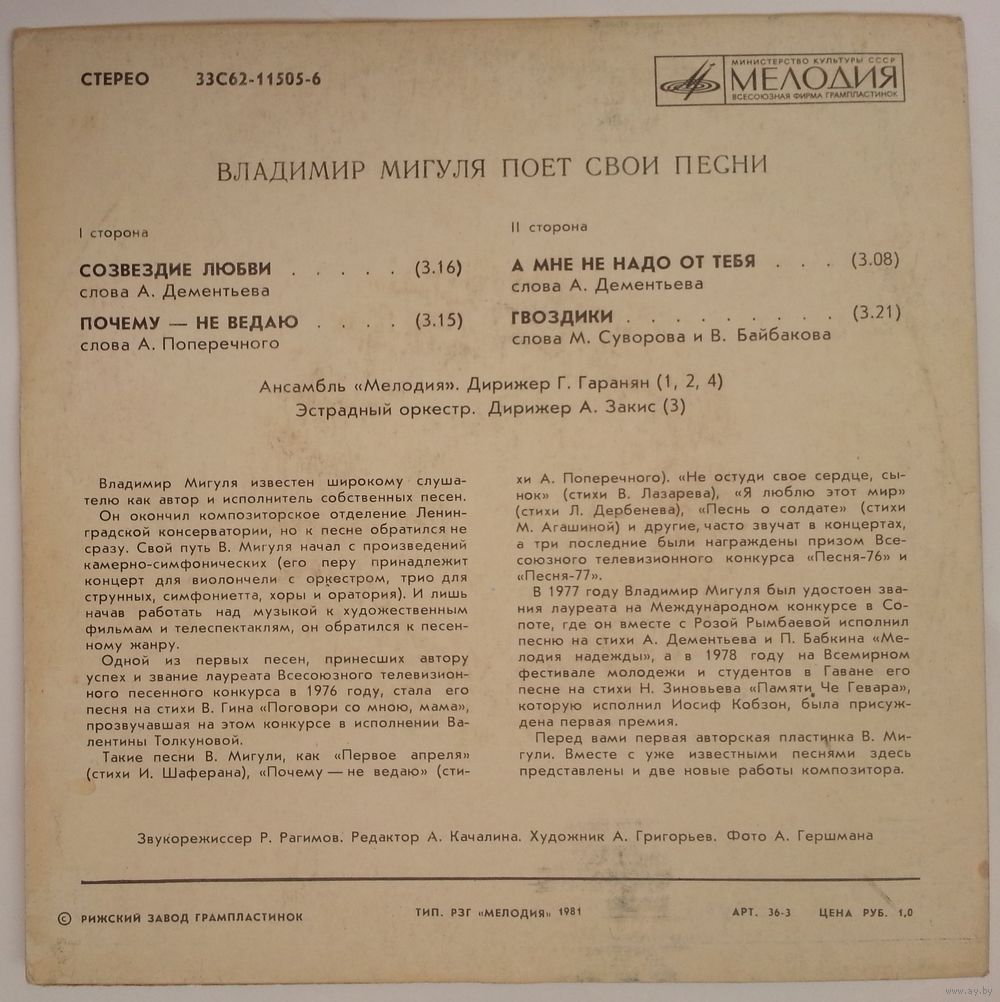 СТЕРЕО 33С62-11505-6
МИНИСТЕРСТВО КУЛЬТУРЫ СССР
МЕЛОДИЯ
ВСЕСОЮЗНАЯ ФИРМА ГРАМПЛАСТИНОК
ВЛАДИМИР МИГУЛЯ ПОЕТ СВОИ ПЕСНИ
I сторона
СОЗВЕЗДИЕ ЛЮБВИ . . . . . (3.16)
слова А. Дементьева
ПОЧЕМУ — НЕ ВЕДАЮ . . . . (3.15)
слова А. Поперечного
II сторона
А МНЕ НЕ НАДО ОТ ТЕБЯ . . . (3.08)
слова А. Дементьева
ГВОЗДИКИ . . . . . . . . . (3.21)
слова М. Суворова и В. Байбакова
Ансамбль «Мелодия». Дирижер Г. Гаранян (1, 2, 4)
Эстрадный оркестр. Дирижер А. Закис (3)
Владимир Мигуля известен широкому слуша-
телю как автор и исполнитель собственных песен.
Он окончил композиторское отделение Ленин-
градской консерватории, но к песне обратился не
сразу. Свой путь В. Мигуля начал с произведений
камерно-симфонических (его перу принадлежит
концерт для виолончели с оркестром, трио для
струнных, симфониетта, хоры и оратория). И лишь
начав работать над музыкой к художественным
фильмам и телеспектаклям, он обратился к песен-
ному жанру.
Одной из первых песен, принесших автору
успех и звание лауреата Всесоюзного телевизион-
ного песенного конкурса в 1976 году, стала его
песня на стихи В. Гина «Поговори со мною, мама»,
прозвучавшая на этом конкурсе в исполнении Ва-
лентины Толкуновой.
Такие песни В. Мигули, как «Первое апреля»
(стихи И. Шаферана), «Почему — не ведаю» (сти-
хи А. Поперечного). «Не остуди свое сердце, сы-
нок» (стихи В. Лазарева), «Я люблю этот мир»
(стихи Л. Дербенева), «Песнь о солдате» (стихи
М. Агашиной) и другие, часто звучат в концертах,
а три последние были награждены призом Все-
союзного телевизионного конкурса «Песня-76» и
«Песня-77».
В 1977 году Владимир Мигуля был удостоен зва-
ния лауреата на Международном конкурсе в Со-
поте, где он вместе с Розой Рымбаевой исполнил
песню на стихи А. Дементьева и П. Бабкина «Ме-
лодия надежды», а в 1978 году на Всемирном
фестивале молодежи и студентов в Гаване его
песне на стихи Н. Зиновьева «Памяти Че Гевара»,
которую исполнил Иосиф Кобзон, была присуж-
дена первая премия.
Перед вами первая авторская пластинка В. Ми-
гули. Вместе с уже известными песнями здесь
представлены и две новые работы композитора.
Звукорежиссер Р. Рагимов. Редактор А. Качалина. Художник А. Григорьев. Фото А. Гершмана
© РИЖСКИЙ ЗАВОД ГРАМПЛАСТИНОК ТИП. РЗГ «МЕЛОДИЯ» 1981 АРТ. 36-3 ЦЕНА РУБ. 1,0
www.ay.by